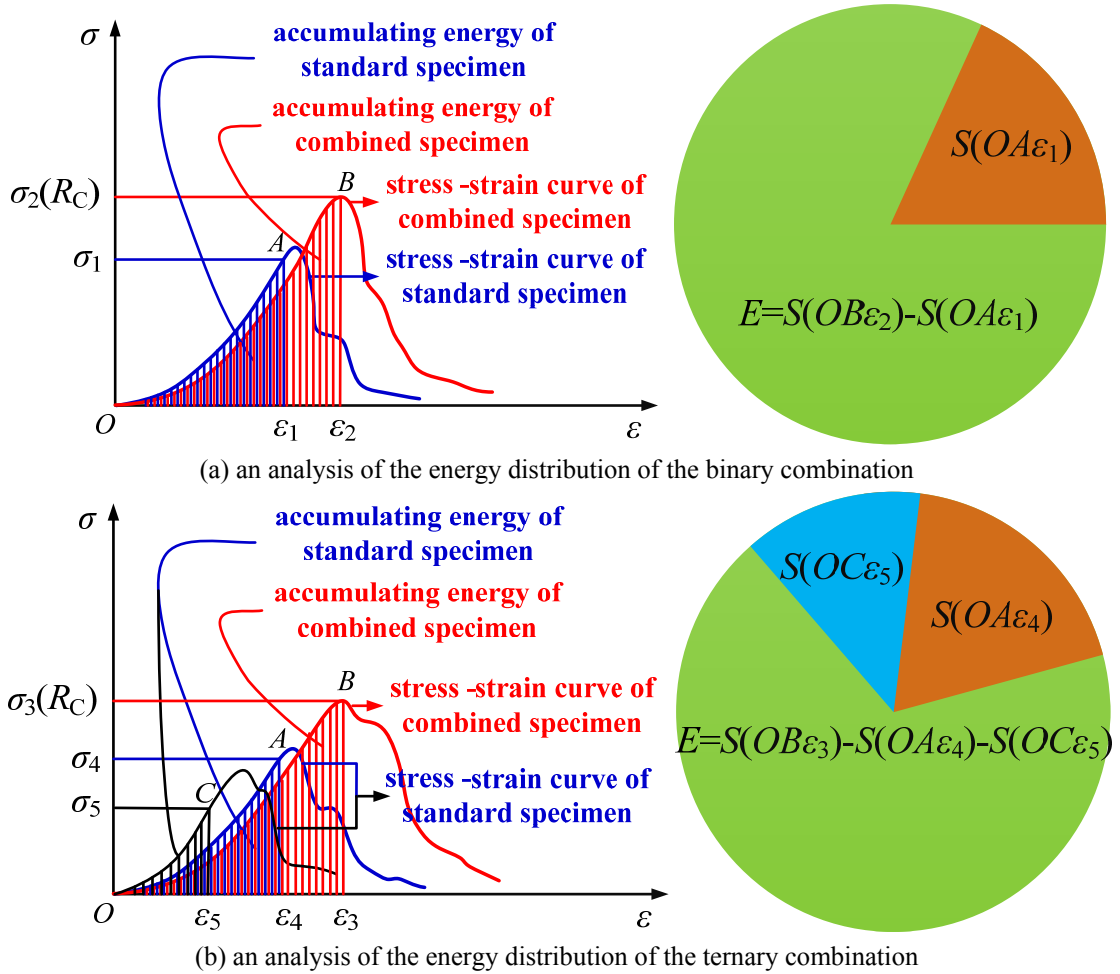 σ
accumulating energy of
standard specimen
accumulating energy of
combined specimen
σ2(RC)
B
stress -strain curve of
combined specimen
A
σ1
stress -strain curve of
standard specimen
O
ε1
ε2
ε
S(OAε1)
E=S(OBε2)-S(OAε1)
(a) an analysis of the energy distribution of the binary combination
σ
accumulating energy of
standard specimen
accumulating energy of
combined specimen
σ3(RC)
B
stress -strain curve of
combined specimen
A
σ4
stress -strain curve of
standard specimen
C
σ5
O
ε5
ε4
ε3
ε
S(OCε5)
S(OAε4)
E=S(OBε3)-S(OAε4)-S(OCε5)
(b) an analysis of the energy distribution of the ternary combination